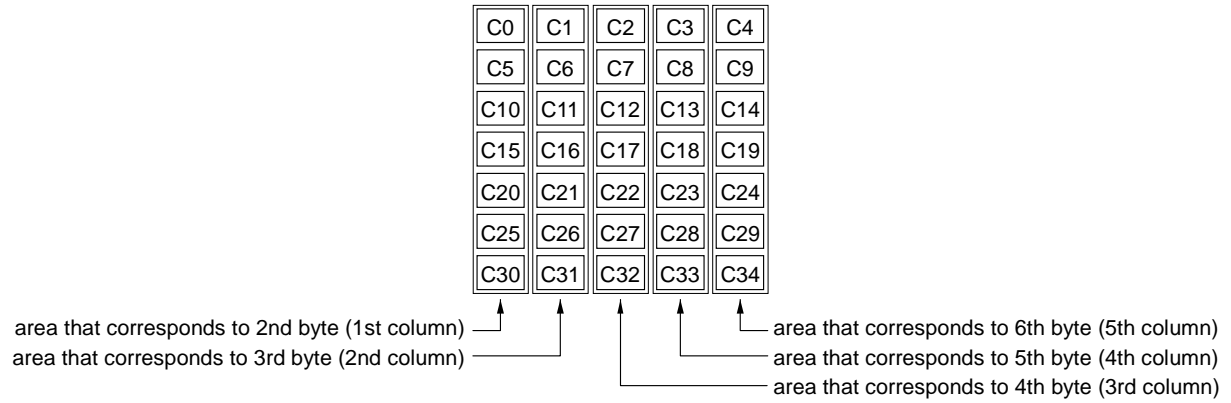 C0 C1 C2 C3 C4
C5 C6 C7 C8 C9
C10 C11 C12 C13 C14
C15 C16 C17 C18 C19
C20 C21 C22 C23 C24
C25 C26 C27 C28 C29
C30 C31 C32 C33 C34
area that corresponds to 2nd byte (1st column)
area that corresponds to 3rd byte (2nd column)
area that corresponds to 6th byte (5th column)
area that corresponds to 5th byte (4th column)
area that corresponds to 4th byte (3rd column)